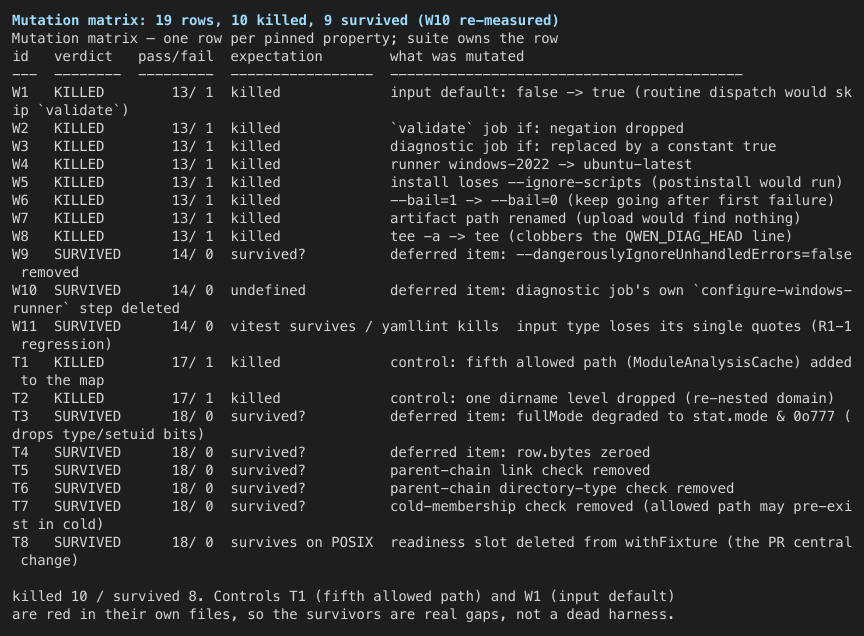 Mutation matrix: 19 rows, 10 killed, 9 survived (W10 re-measured)
Mutation matrix — one row per pinned property; suite owns the row
id   verdict   pass/fail  expectation        what was mutated
---  --------  ---------  -----------------  ------------------------------------------
W1   KILLED       13/ 1  killed             input default: false -> true (routine dispatch would sk
ip `validate`)
W2   KILLED       13/ 1  killed             `validate` job if: negation dropped
W3   KILLED       13/ 1  killed             diagnostic job if: replaced by a constant true
W4   KILLED       13/ 1  killed             runner windows-2022 -> ubuntu-latest
W5   KILLED       13/ 1  killed             install loses --ignore-scripts (postinstall would run)
W6   KILLED       13/ 1  killed             --bail=1 -> --bail=0 (keep going after first failure)
W7   KILLED       13/ 1  killed             artifact path renamed (upload would find nothing)
W8   KILLED       13/ 1  killed             tee -a -> tee (clobbers the QWEN_DIAG_HEAD line)
W9   SURVIVED     14/ 0  survived?          deferred item: --dangerouslyIgnoreUnhandledErrors=false
 removed
W10  SURVIVED     14/ 0  undefined          deferred item: diagnostic job's own `configure-windows-
runner` step deleted
W11  SURVIVED     14/ 0  vitest survives / yamllint kills  input type loses its single quotes (R1-1
 regression)
T1   KILLED       17/ 1  killed             control: fifth allowed path (ModuleAnalysisCache) added
 to the map
T2   KILLED       17/ 1  killed             control: one dirname level dropped (re-nested domain)
T3   SURVIVED     18/ 0  survived?          deferred item: fullMode degraded to stat.mode & 0o777 (
drops type/setuid bits)
T4   SURVIVED     18/ 0  survived?          deferred item: row.bytes zeroed
T5   SURVIVED     18/ 0  survived?          parent-chain link check removed
T6   SURVIVED     18/ 0  survived?          parent-chain directory-type check removed
T7   SURVIVED     18/ 0  survived?          cold-membership check removed (allowed path may pre-exi
st in cold)
T8   SURVIVED     18/ 0  survives on POSIX  readiness slot deleted from withFixture (the PR central
 change)
killed 10 / survived 8. Controls T1 (fifth allowed path) and W1 (input default)
are red in their own files, so the survivors are real gaps, not a dead harness.